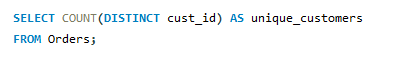 SELECT COUNT(DISTINCT cust_id) AS unique_customers
FROM Orders;